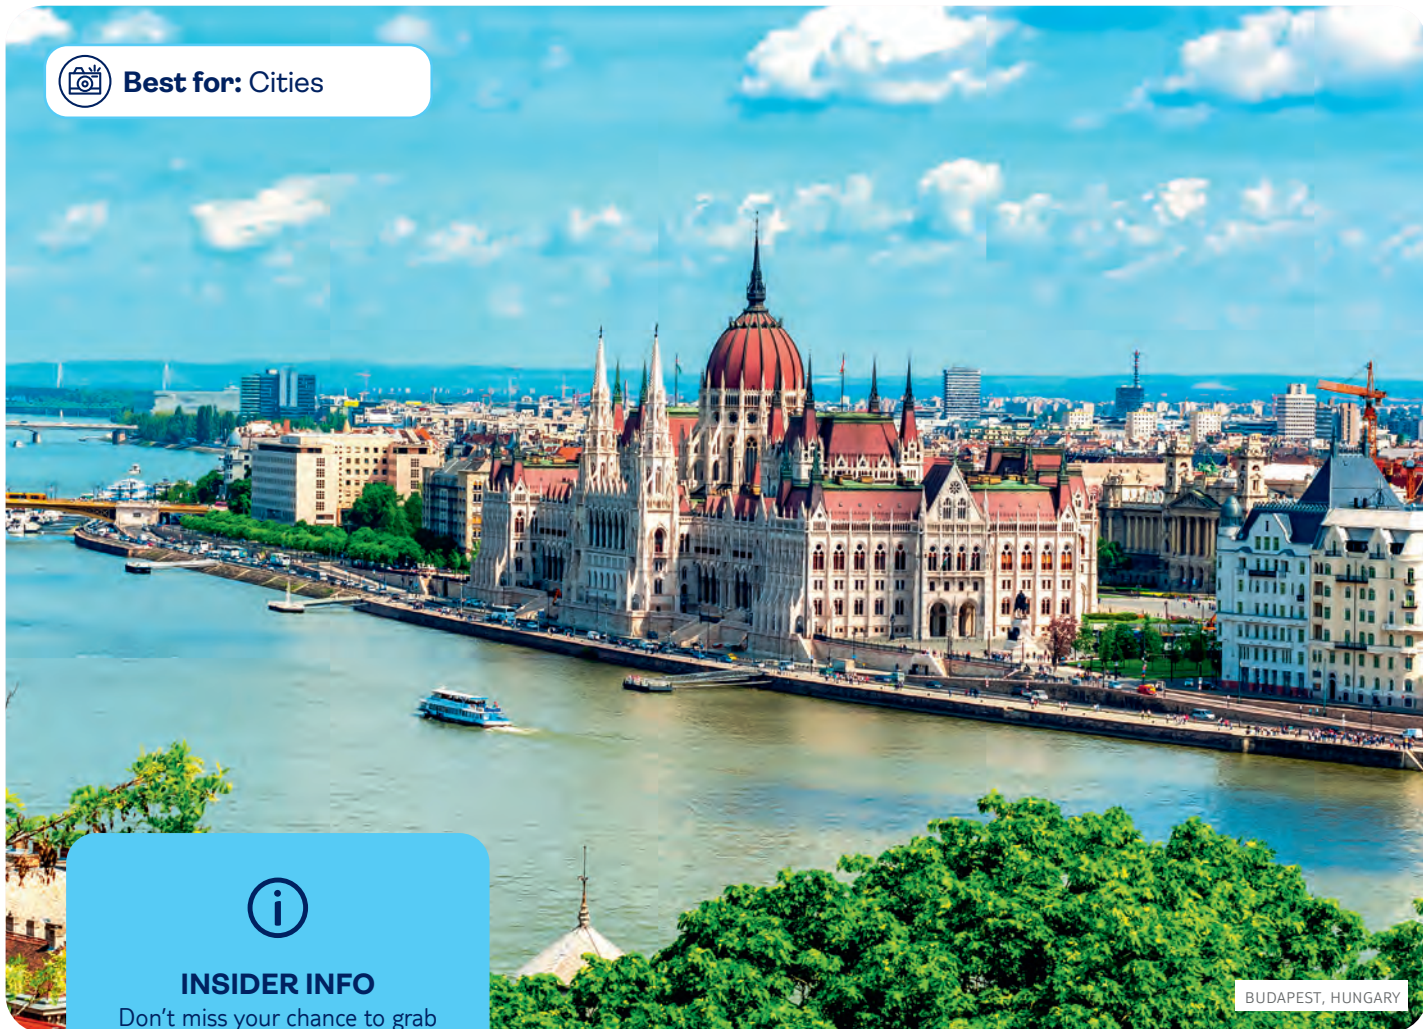 Best for: Cities
INSIDER INFO
Don't miss your chance to grab
BUDAPEST, HUNGARY